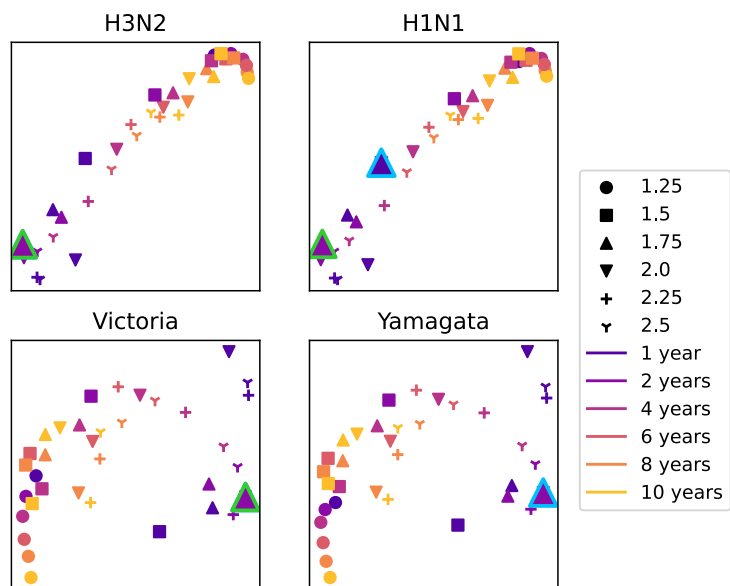 H3N2
H1N1
Victoria
Yamagata
1.25
1.5
1.75
2.0
2.25
2.5
1 year
2 years
4 years
6 years
8 years
10 years